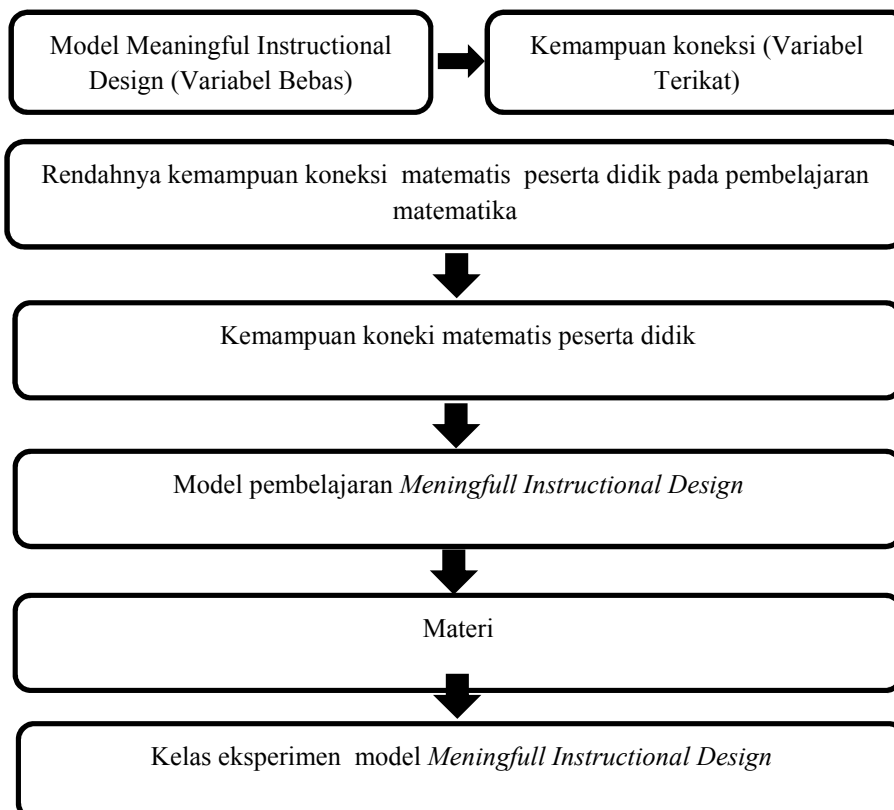 Model Meaningful Instructional
Design (Variabel Bebas)
Kemampuan koneksi (Variabel
Terikat)
Rendahnya kemampuan koneksi matematis peserta didik pada pembelajaran
matematika
Kemampuan koneki matematis peserta didik
Model pembelajaran Meningfull Instructional Design
Materi
Kelas eksperimen model Meningfull Instructional Design